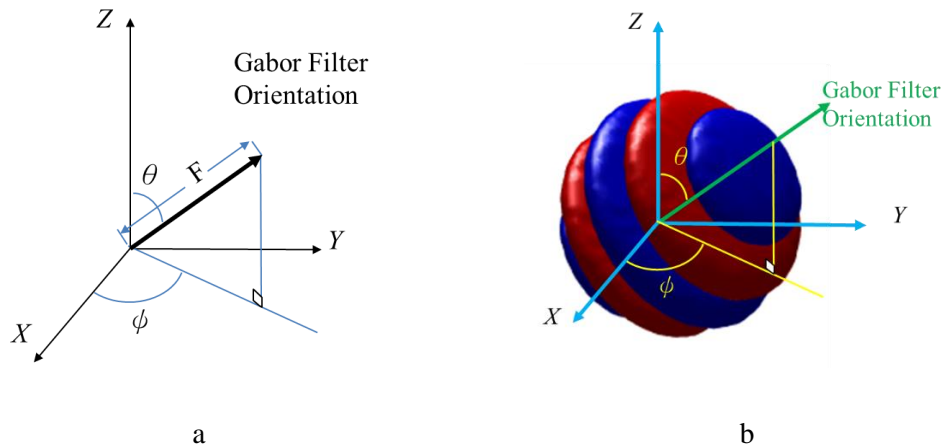 Z
Gabor Filter
Orientation
θ
F
Y
ϕ
X
a
Z
Gabor Filter
Orientation
θ
Y
ϕ
X
b